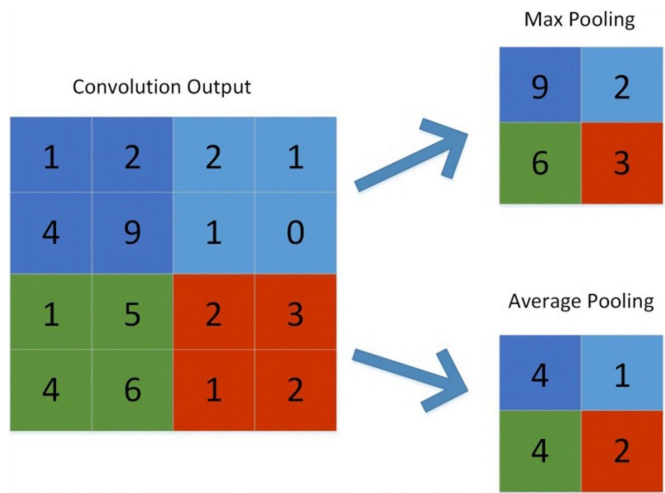 Max Pooling
9 2
6 3
Convolution Output
1 2 2 1
4 9 1 0
1 5 2 3
4 6 1 2
Average Pooling
4 1
4 2